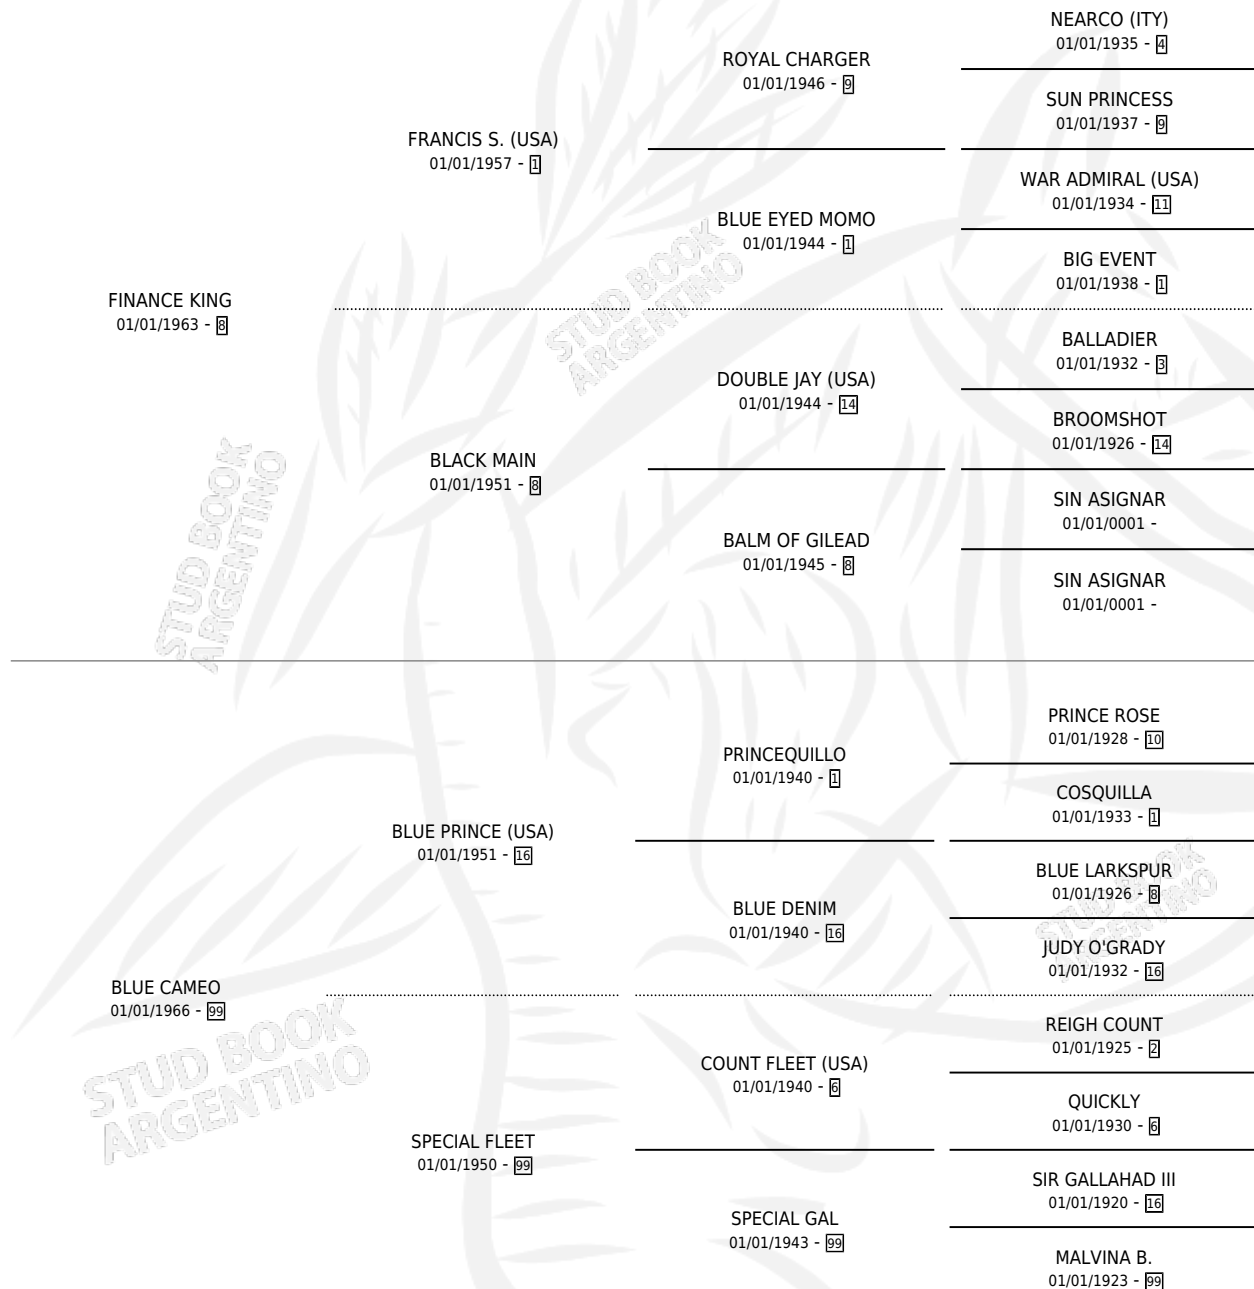 NEARCO (ITY)
01/01/1935 - 4
ROYAL CHARGER
01/01/1946 - 9
SUN PRINCESS
01/01/1937 - 9
FRANCIS S. (USA)
01/01/1957 - 1
WAR ADMIRAL (USA)
01/01/1934 - 11
BLUE EYED MOMO
01/01/1944 - 1
BIG EVENT
01/01/1938 - 1
FINANCE KING
01/01/1963 - 8
BALLADIER
01/01/1932 - 3
DOUBLE JAY (USA)
01/01/1944 - 14
BROOMSHOT
01/01/1926 - 14
BLACK MAIN
01/01/1951 - 8
SIN ASIGNAR
01/01/0001 -
BALM OF GILEAD
01/01/1945 - 8
SIN ASIGNAR
01/01/0001 -
PRINCE ROSE
01/01/1928 - 10
PRINCEQUILLO
01/01/1940 - 1
COSQUILLA
01/01/1933 - 1
BLUE PRINCE (USA)
01/01/1951 - 16
BLUE LARKSPUR
01/01/1926 - 8
BLUE DENIM
01/01/1940 - 16
JUDY O'GRADY
01/01/1932 - 16
BLUE CAMEO
01/01/1966 - 99
REIGH COUNT
01/01/1925 - 2
COUNT FLEET (USA)
01/01/1940 - 6
QUICKLY
01/01/1930 - 6
SPECIAL FLEET
01/01/1950 - 99
SIR GALLAHAD III
01/01/1920 - 16
SPECIAL GAL
01/01/1943 - 99
MALVINA B.
01/01/1923 - 99
STUD BOOK
ARGENTINO
STUD BOOK
ARGENTINO
STUD BOOK
ARGENTINO
STUD BOOK
ARGENTINO